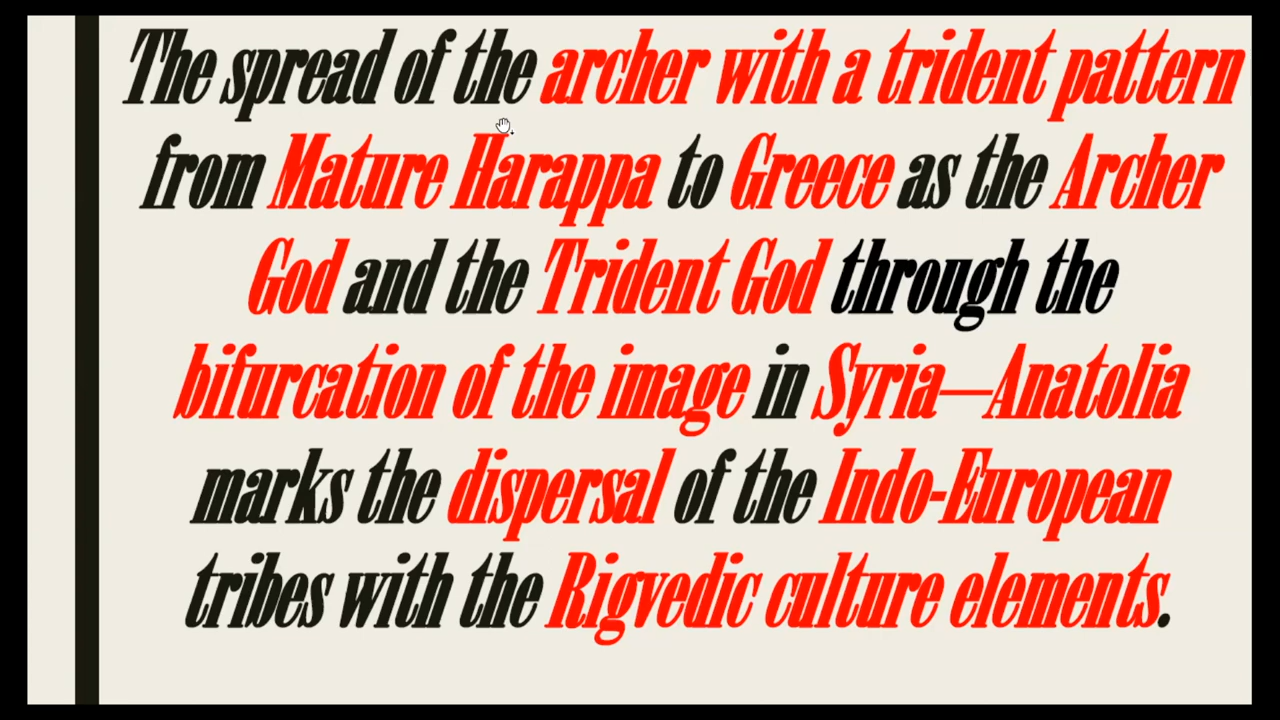 The spread of the archer with a trident pattern
from Mature Harappa to Greece as the Archer
God and the Trident God through the
bifurcation of the image in Syria—Anatolia
marks the dispersal of the Indo-European
tribes with the Rigvedic culture elements.